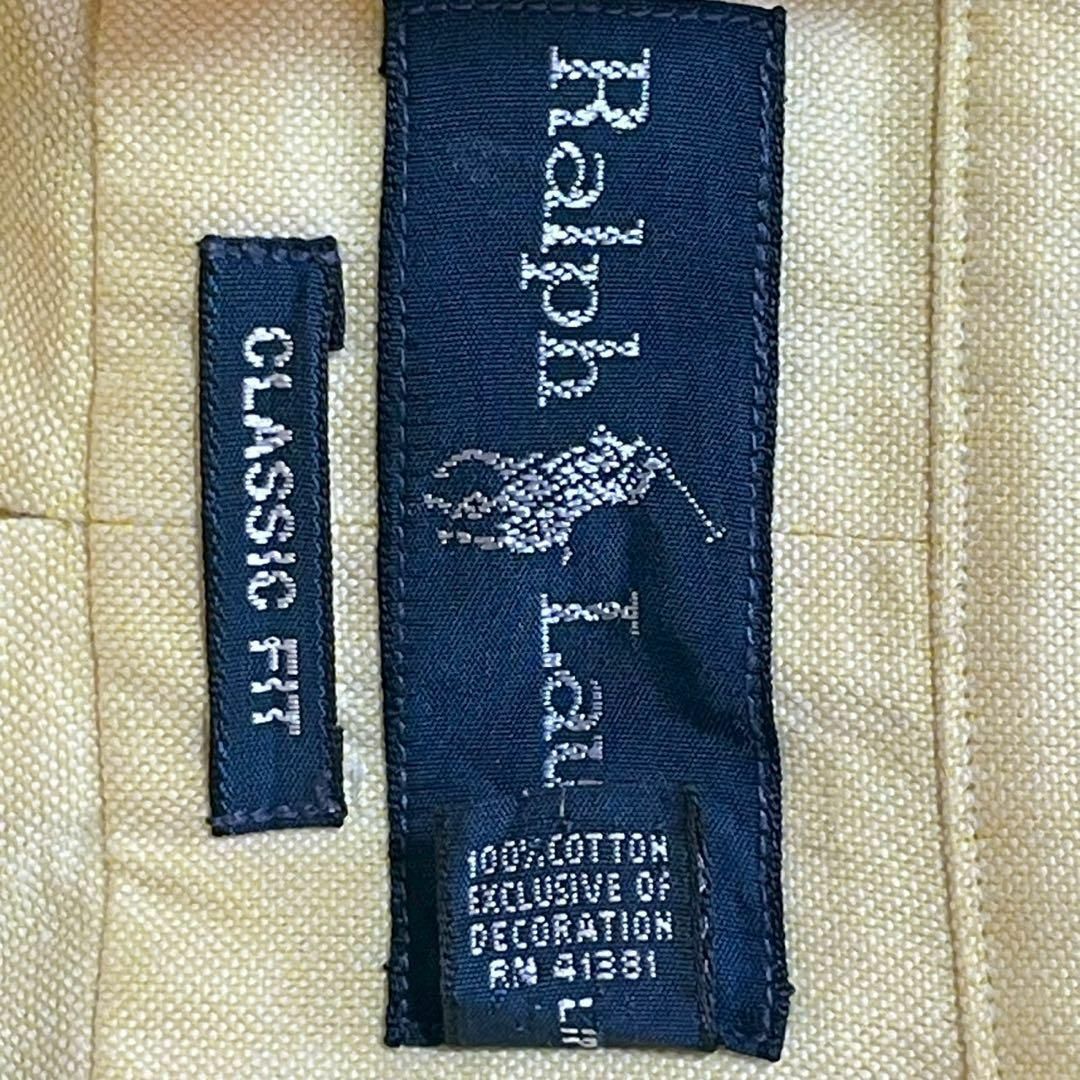 Ralph Lau
CLASSIC FIT
100% COTTON
EXCLUSIVE OF
DECORATION
RN 41381